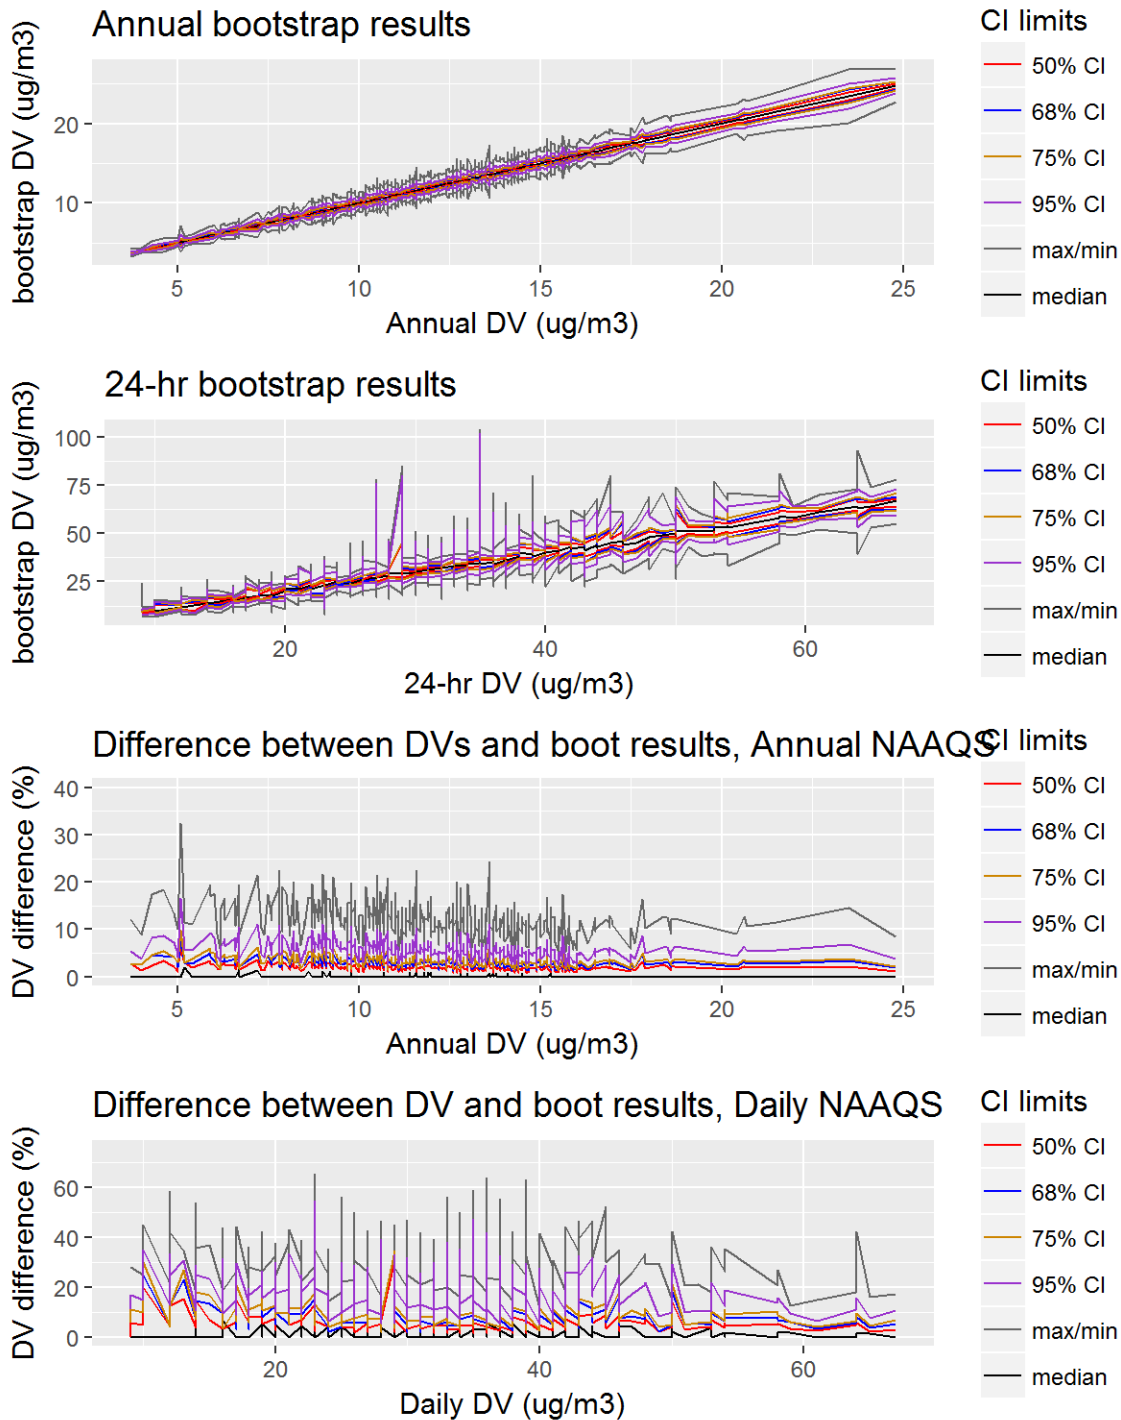 Annual bootstrap results
bootstrap DV (ug/m3)
20
10
5 10 15 20 25
Annual DV (ug/m3)
CI limits
50% CI
68% CI
75% CI
95% CI
max/min
median
24-hr bootstrap results
bootstrap DV (ug/m3)
100
75
50
25
20 40 60
24-hr DV (ug/m3)
CI limits
50% CI
68% CI
75% CI
95% CI
max/min
median
Difference between DVs and boot results, Annual NAAQS
DV difference (%)
40
30
20
10
0
5 10 15 20 25
Annual DV (ug/m3)
CI limits
50% CI
68% CI
75% CI
95% CI
max/min
median
Difference between DV and boot results, Daily NAAQS
DV difference (%)
60
40
20
0
20 40 60
Daily DV (ug/m3)
CI limits
50% CI
68% CI
75% CI
95% CI
max/min
median